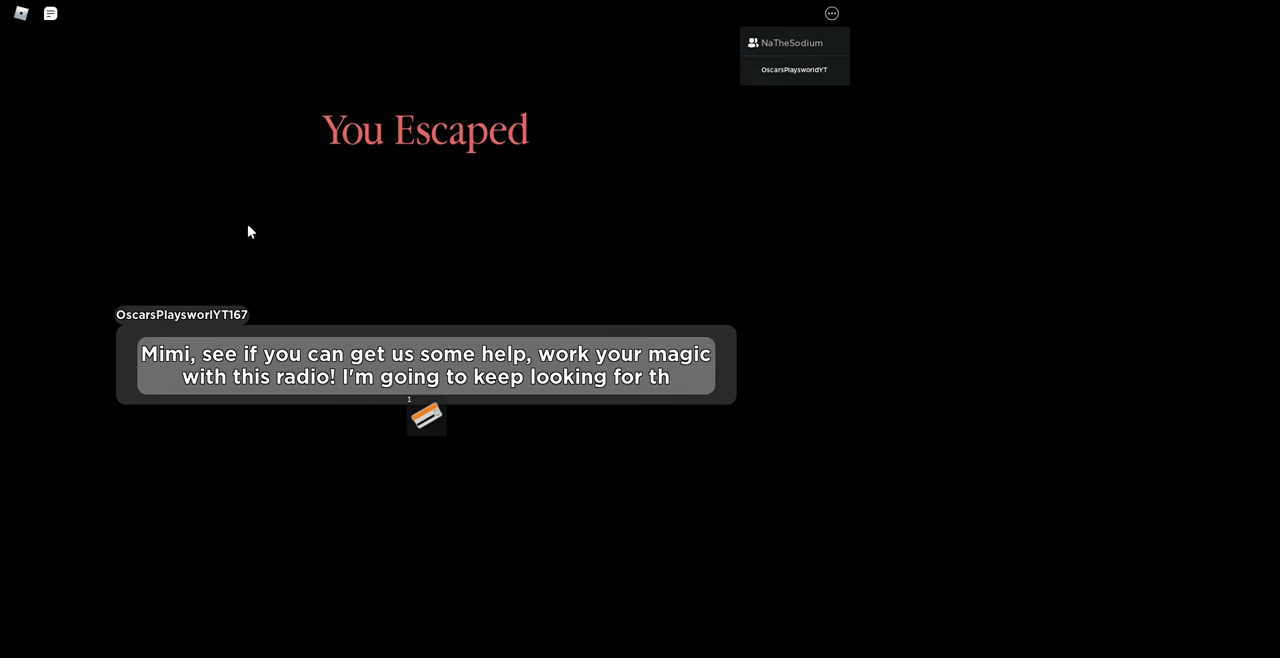 NaTheSodium
OscarsPlaysworldYT
You Escaped
OscarsPlaysworlYT167
Mimi, see if you can get us some help, work your magic
with this radio! I'm going to keep looking for th
1